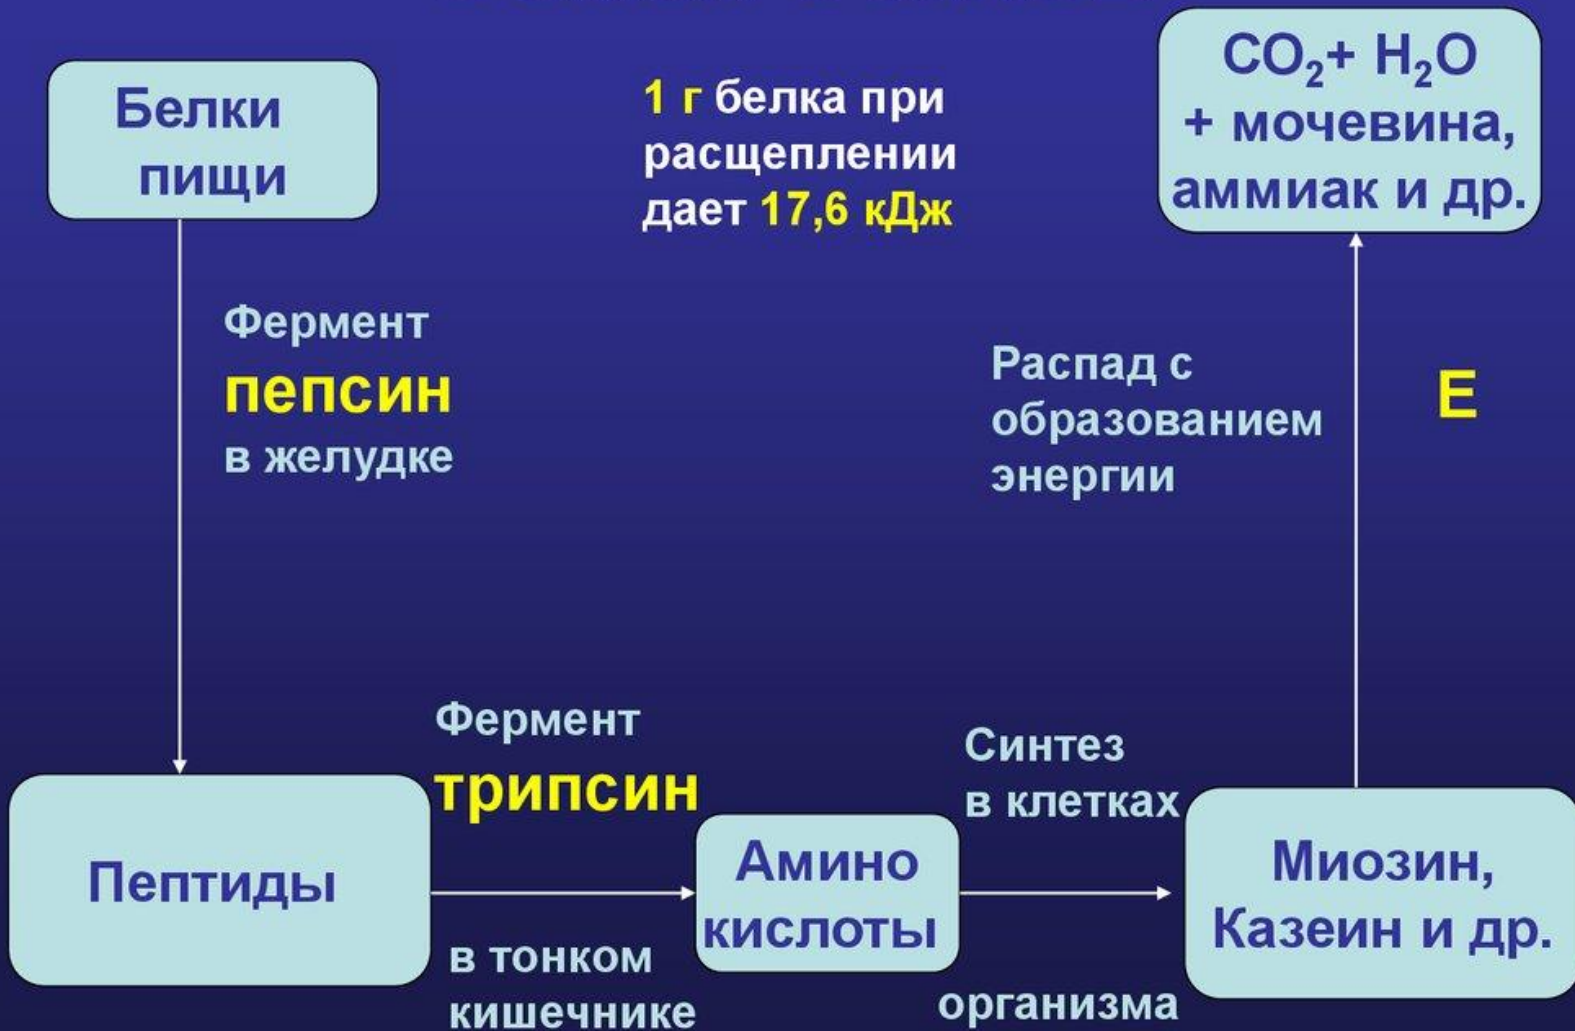 Белки
пищи
1 г белка при
расщеплении
дает 17,6 кДж
CO₂+ H₂O
+ мочевина,
аммиак и др.
Фермент
пепсин
в желудке
Распад с
образованием
энергии
Е
Пептиды
Фермент
трипсин
в тонком
кишечнике
Амино
кислоты
Синтез
в клетках
организма
Миозин,
Казеин и др.